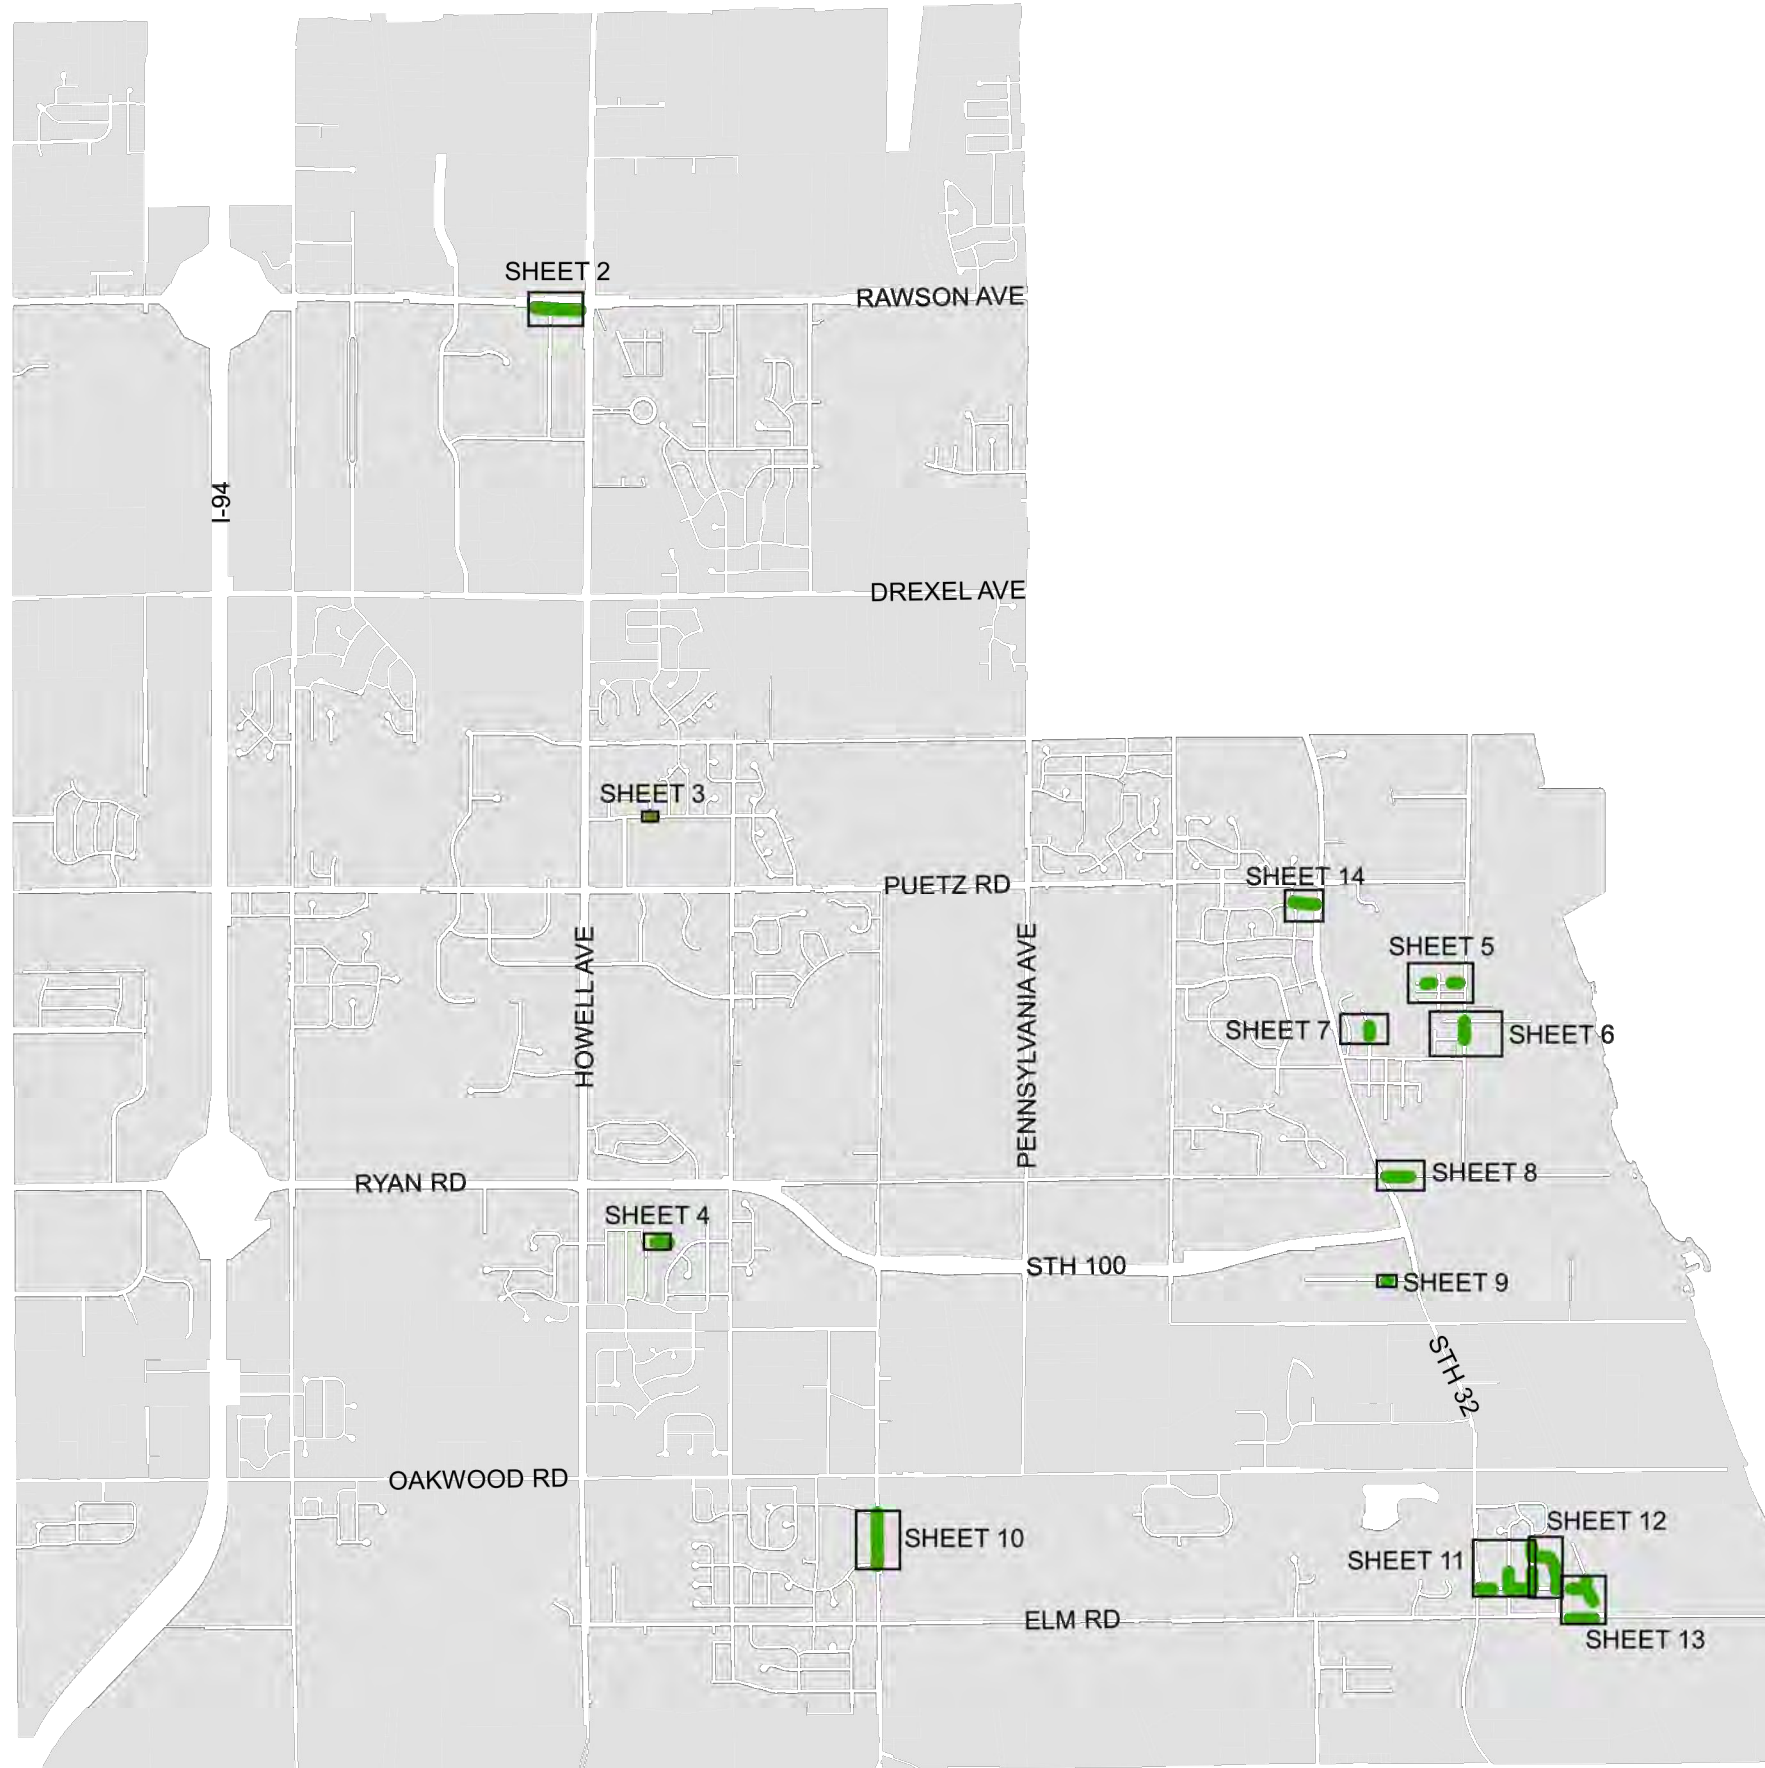 SHEET 2
RAWSON AVE
I-94
DREXEL AVE
SHEET 3
PUETZ RD
SHEET 14
HOWELL AVE
PENNSYLVANIA AVE
SHEET 5
SHEET 7
SHEET 6
RYAN RD
SHEET 8
SHEET 4
STH 100
SHEET 9
STH 32
OAKWOOD RD
SHEET 10
SHEET 12
SHEET 11
ELM RD
SHEET 13